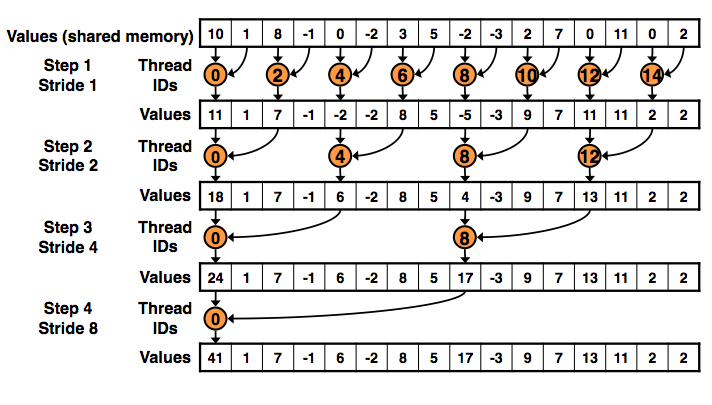 Values (shared memory) 10 1 8 -1 0 -2 3 5 -2 -3 2 7 0 11 0 2
Step 1 Thread 0 2 4 6 8 10 12 14
Stride 1 IDs
Values 11 1 7 -1 -2 -2 8 5 -5 -3 9 7 11 11 2 2
Step 2 Thread 0 4 8 12
Stride 2 IDs
Values 18 1 7 -1 6 -2 8 5 4 -3 9 7 13 11 2 2
Step 3 Thread 0 8
Stride 4 IDs
Values 24 1 7 -1 6 -2 8 5 17 -3 9 7 13 11 2 2
Step 4 Thread 0
Stride 8 IDs
Values 41 1 7 -1 6 -2 8 5 17 -3 9 7 13 11 2 2